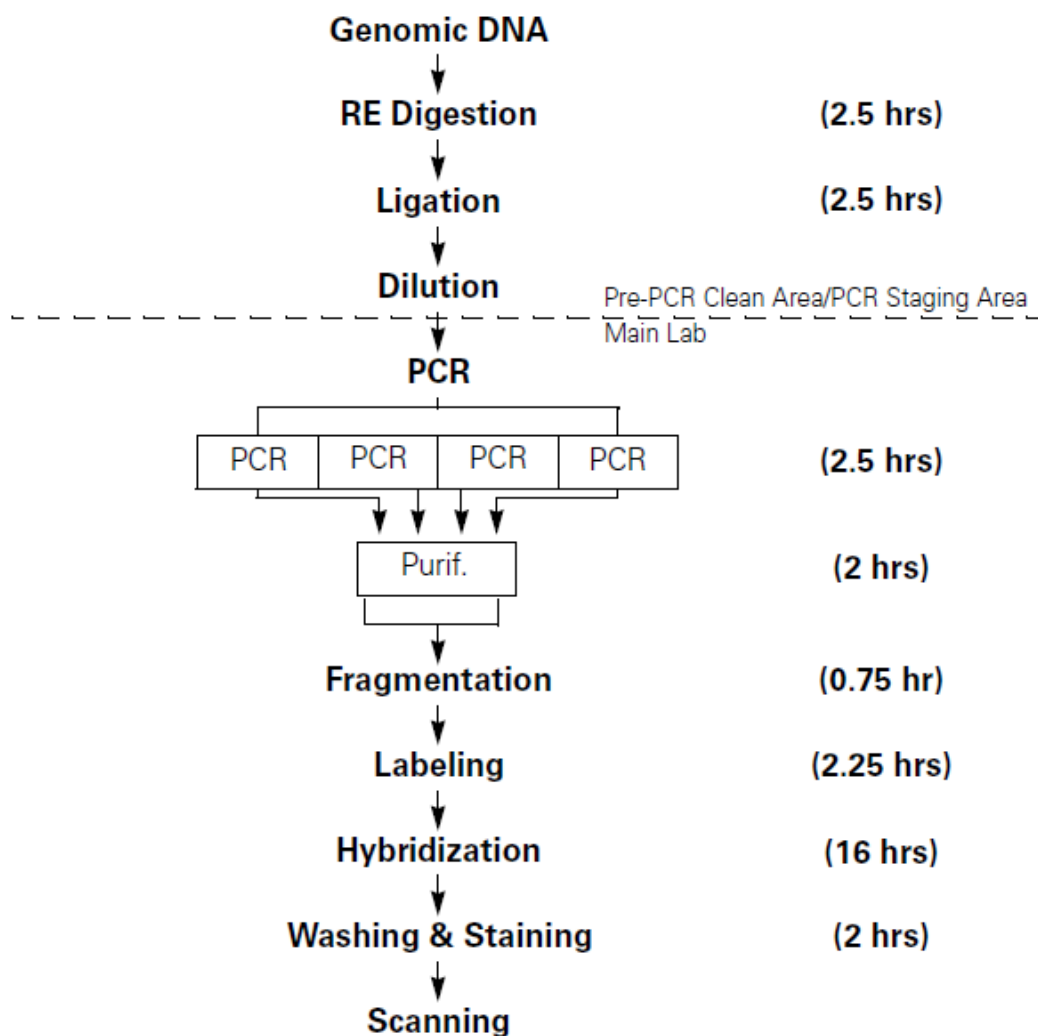 Genomic DNA
RE Digestion (2.5 hrs)
Ligation (2.5 hrs)
Dilution
Pre-PCR Clean Area/PCR Staging Area
Main Lab
PCR
PCR PCR PCR PCR (2.5 hrs)
Purif. (2 hrs)
Fragmentation (0.75 hr)
Labeling (2.25 hrs)
Hybridization (16 hrs)
Washing & Staining (2 hrs)
Scanning